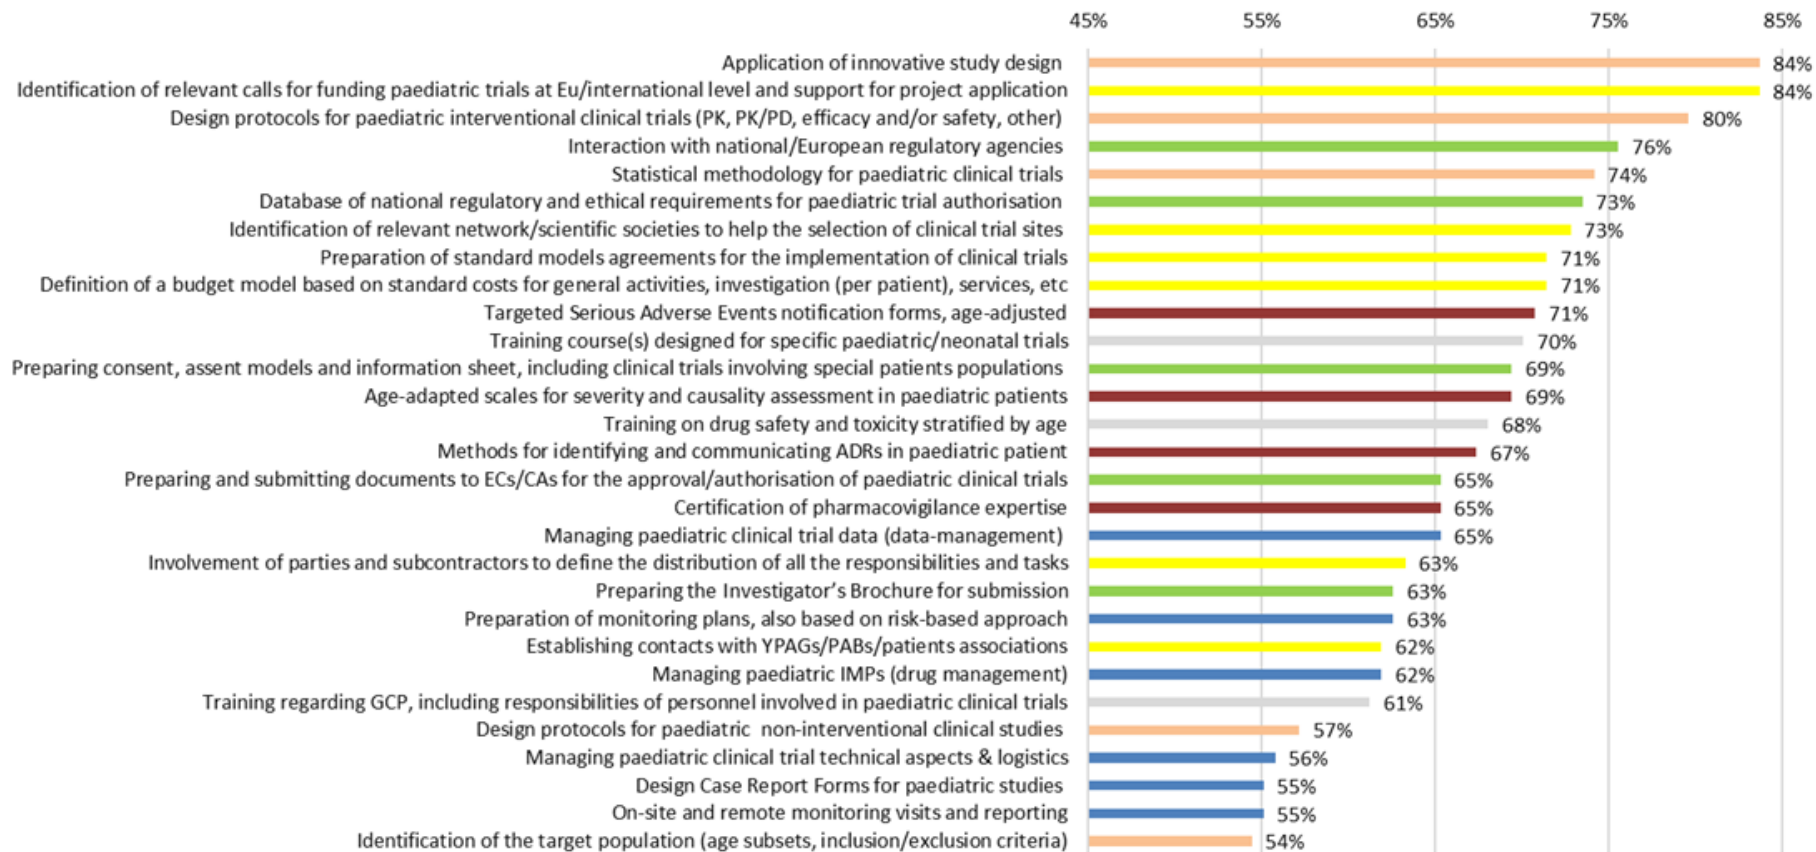 45% 55% 65% 75% 85%
Application of innovative study design 84%
Identification of relevant calls for funding paediatric trials at Eu/international level and support for project application 84%
Design protocols for paediatric interventional clinical trials (PK, PK/PD, efficacy and/or safety, other) 80%
Interaction with national/European regulatory agencies 76%
Statistical methodology for paediatric clinical trials 74%
Database of national regulatory and ethical requirements for paediatric trial authorisation 73%
Identification of relevant network/scientific societies to help the selection of clinical trial sites 73%
Preparation of standard models agreements for the implementation of clinical trials 71%
Definition of a budget model based on standard costs for general activities, investigation (per patient), services, etc 71%
Targeted Serious Adverse Events notification forms, age-adjusted 71%
Training course(s) designed for specific paediatric/neonatal trials 70%
Preparing consent, assent models and information sheet, including clinical trials involving special patients populations 69%
Age-adapted scales for severity and causality assessment in paediatric patients 69%
Training on drug safety and toxicity stratified by age 68%
Methods for identifying and communicating ADRs in paediatric patient 67%
Preparing and submitting documents to ECs/CAs for the approval/authorisation of paediatric clinical trials 65%
Certification of pharmacovigilance expertise 65%
Managing paediatric clinical trial data (data-management) 65%
Involvement of parties and subcontractors to define the distribution of all the responsibilities and tasks 63%
Preparing the Investigator’s Brochure for submission 63%
Preparation of monitoring plans, also based on risk-based approach 63%
Establishing contacts with YPAGs/PABs/patients associations 62%
Managing paediatric IMPs (drug management) 62%
Training regarding GCP, including responsibilities of personnel involved in paediatric clinical trials 61%
Design protocols for paediatric non-interventional clinical studies 57%
Managing paediatric clinical trial technical aspects & logistics 56%
Design Case Report Forms for paediatric studies 55%
On-site and remote monitoring visits and reporting 55%
Identification of the target population (age subsets, inclusion/exclusion criteria) 54%